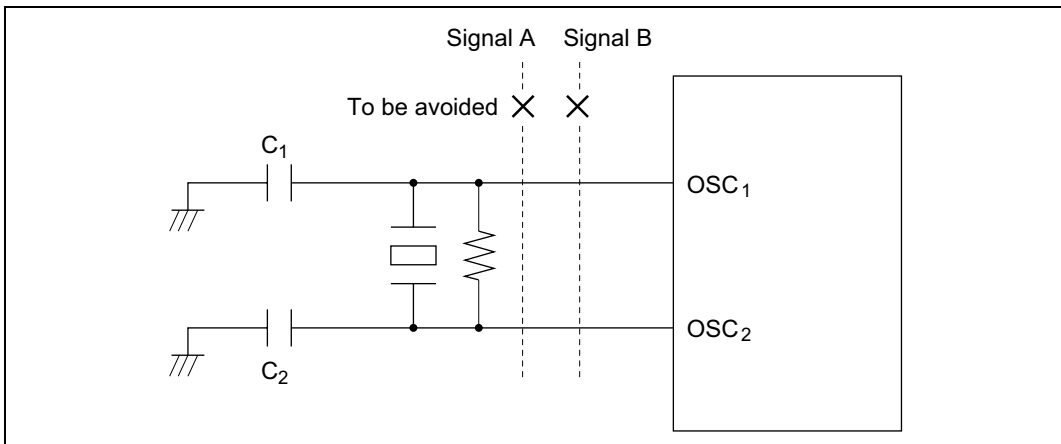 Signal A Signal B
To be avoided
C1
OSC1
OSC2
C2